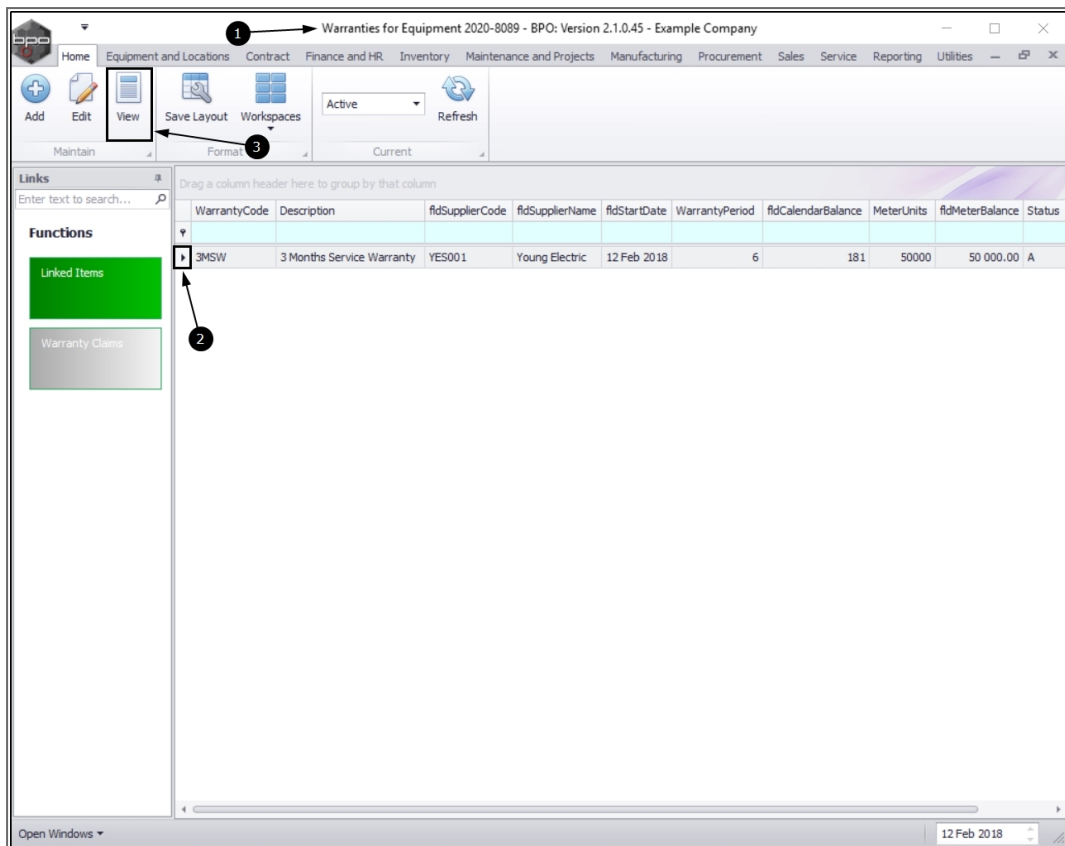 1
Warranties for Equipment 2020-8089 - BPO: Version 2.1.0.45 - Example Company
bpo
Home Equipment and Locations Contract Finance and HR Inventory Maintenance and Projects Manufacturing Procurement Sales Service Reporting Utilities
Add Edit View Save Layout Workspaces Active Refresh
3
Maintain Format Current
Links
Drag a column header here to group by that column
Enter text to search...
WarrantyCode Description fldSupplierCode fldSupplierName fldStartDate WarrantyPeriod fldCalendarBalance MeterUnits fldMeterBalance Status
Functions
3MSW 3 Months Service Warranty YES001 Young Electric 12 Feb 2018 6 181 50000 50 000.00 A
Linked Items
2
Warranty Claims
Open Windows 12 Feb 2018